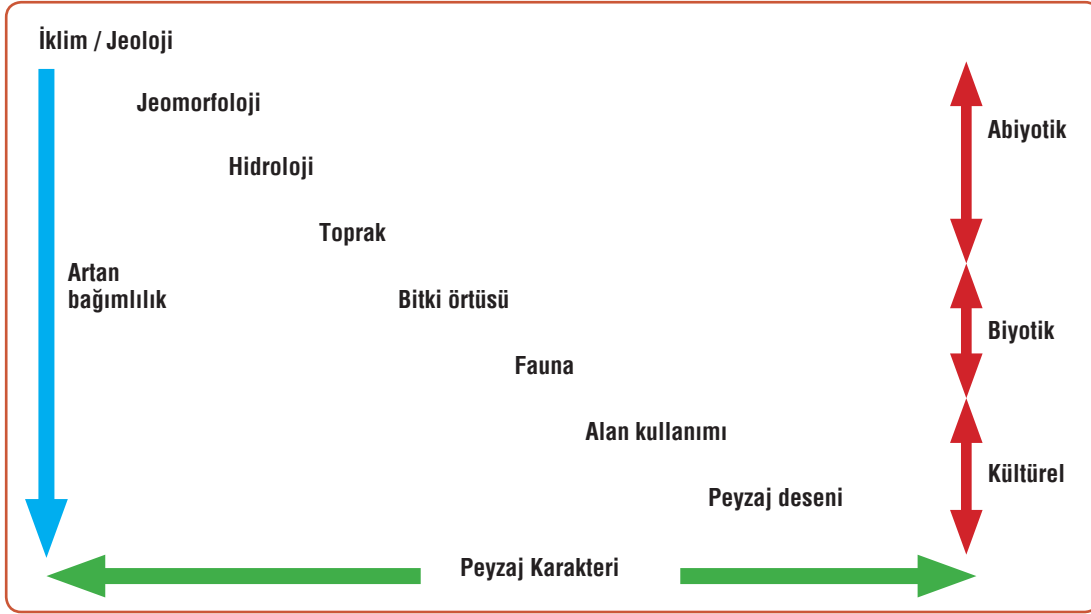 İklim / Jeoloji
Jeomorfoloji
Abiyotik
Hidroloji
Toprak
Artan
bağımlılık
Bitki örtüsü
Biyotik
Fauna
Alan kullanımı
Kültürel
Peyzaj deseni
Peyzaj Karakteri